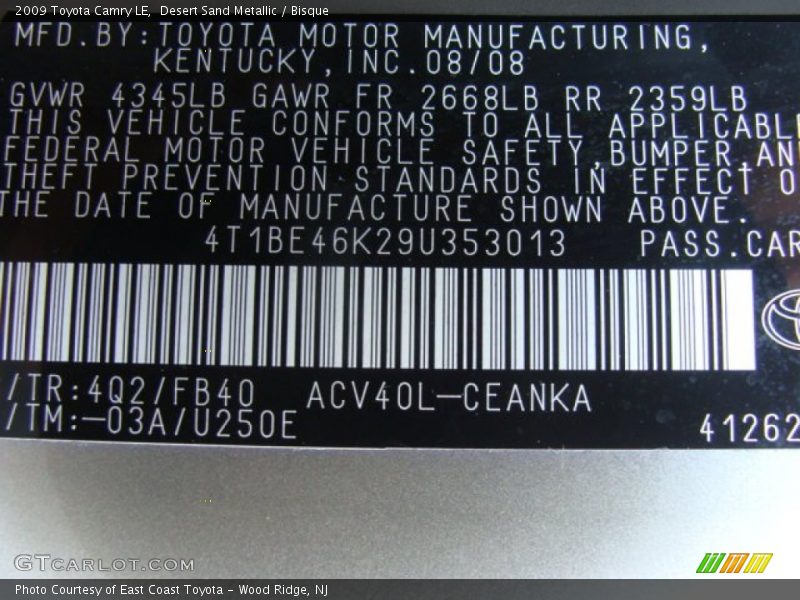 2009 Toyota Camry LE, Desert Sand Metallic / Bisque
MFD.BY:TOYOTA MOTOR MANUFACTURING,
KENTUCKY,INC.08/08
GVWR 4345LB GAWR FR 2668LB RR 2359LB
THIS VEHICLE CONFORMS TO ALL APPLICABLE
FEDERAL MOTOR VEHICLE SAFETY,BUMPER,AN
THEFT PREVENTION STANDARDS IN EFFECT O
THE DATE OF MANUFACTURE SHOWN ABOVE.
4T1BE46K29U353013 PASS.CAR
/TR:4Q2/FB40 ACV40L-CEANKA
/TM:-03A/U250E
41262
GTCARLOT.COM
Photo Courtesy of East Coast Toyota - Wood Ridge, NJ